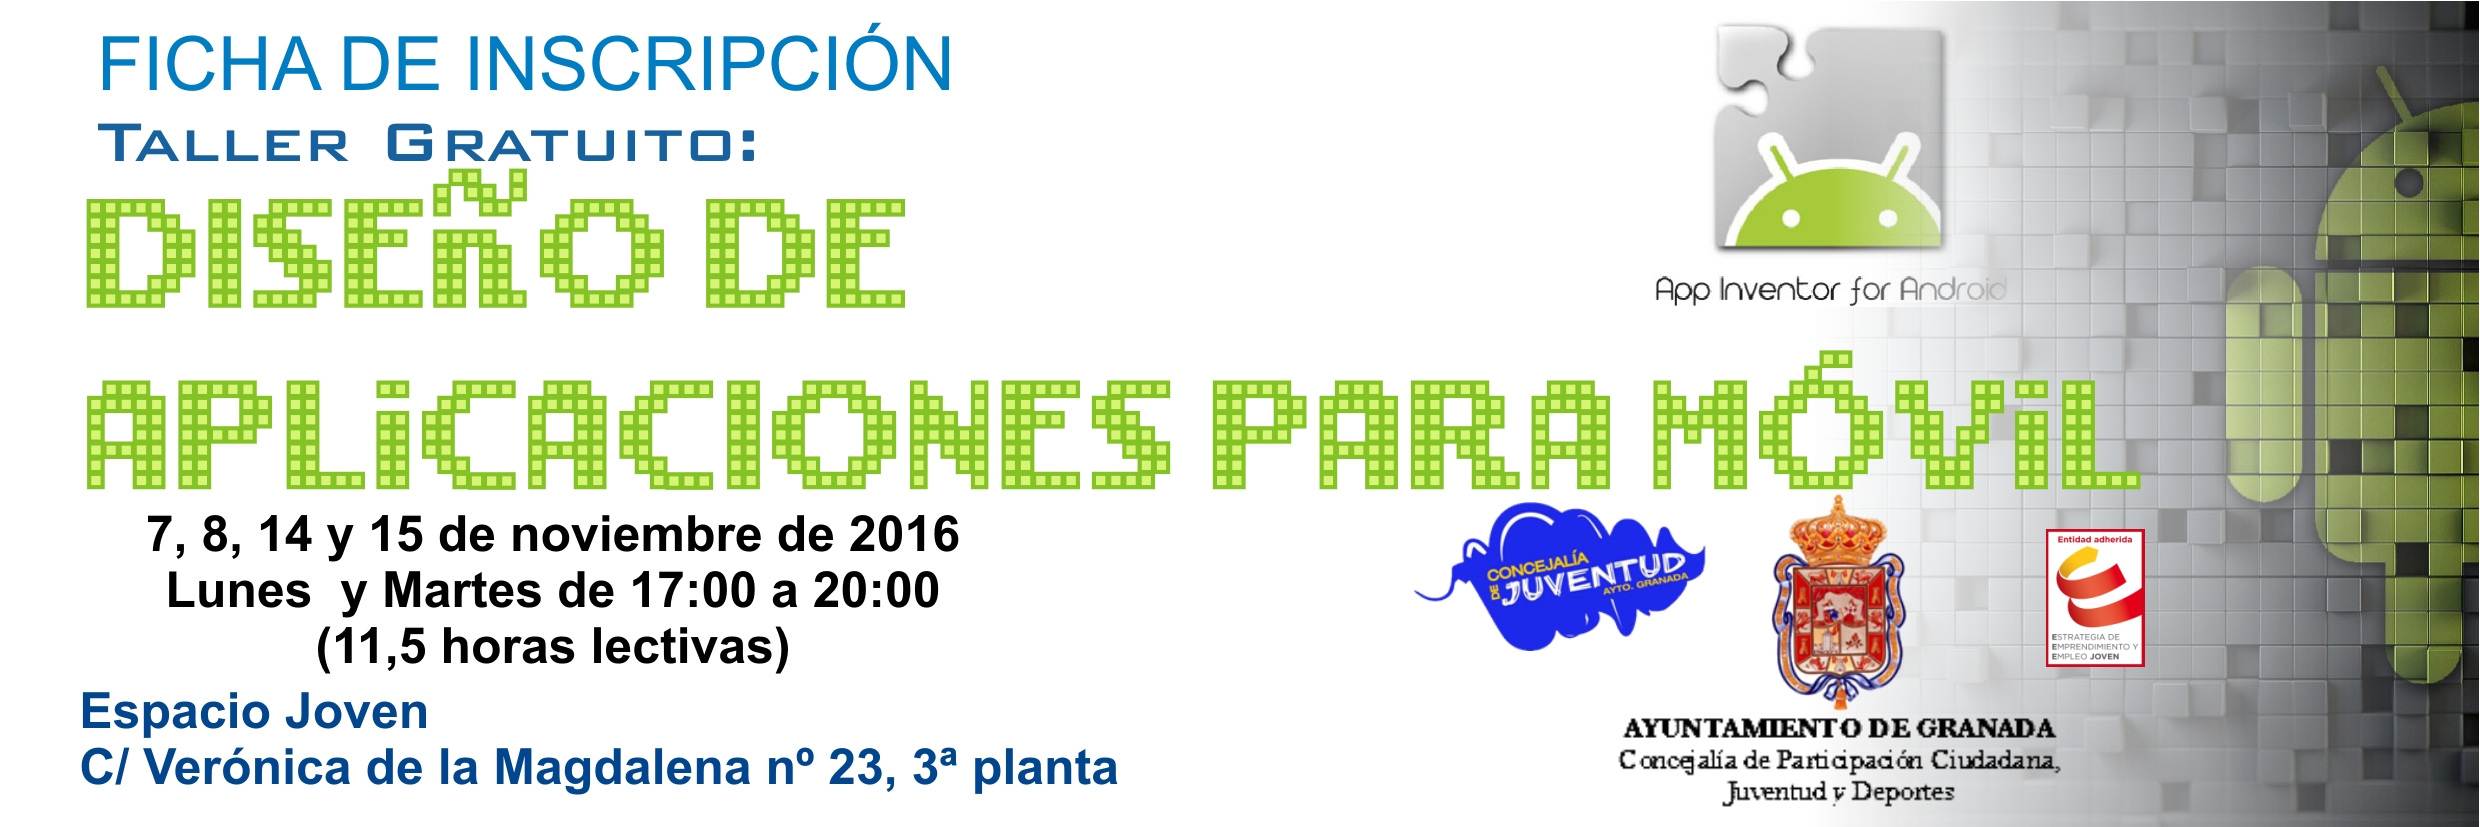 FICHA DE INSCRIPCIÓN
TALLER GRATUITO:
DISEÑO DE
APLiCACIONES PARA MÓViL
7, 8, 14 y 15 de noviembre de 2016
Lunes y Martes de 17:00 a 20:00
(11,5 horas lectivas)
Espacio Joven
C/ Verónica de la Magdalena nº 23, 3ª planta
App Inventor for Android
CONCEJALÍA
DE JUVENTUD
AYTO. GRANADA
Entidad adherida
ESTRATEGIA DE
EMPRENDIMIENTO Y
EMPLEO JOVEN
AYUNTAMIENTO DE GRANADA
Concejalía de Participación Ciudadana,
Juventud y Deportes